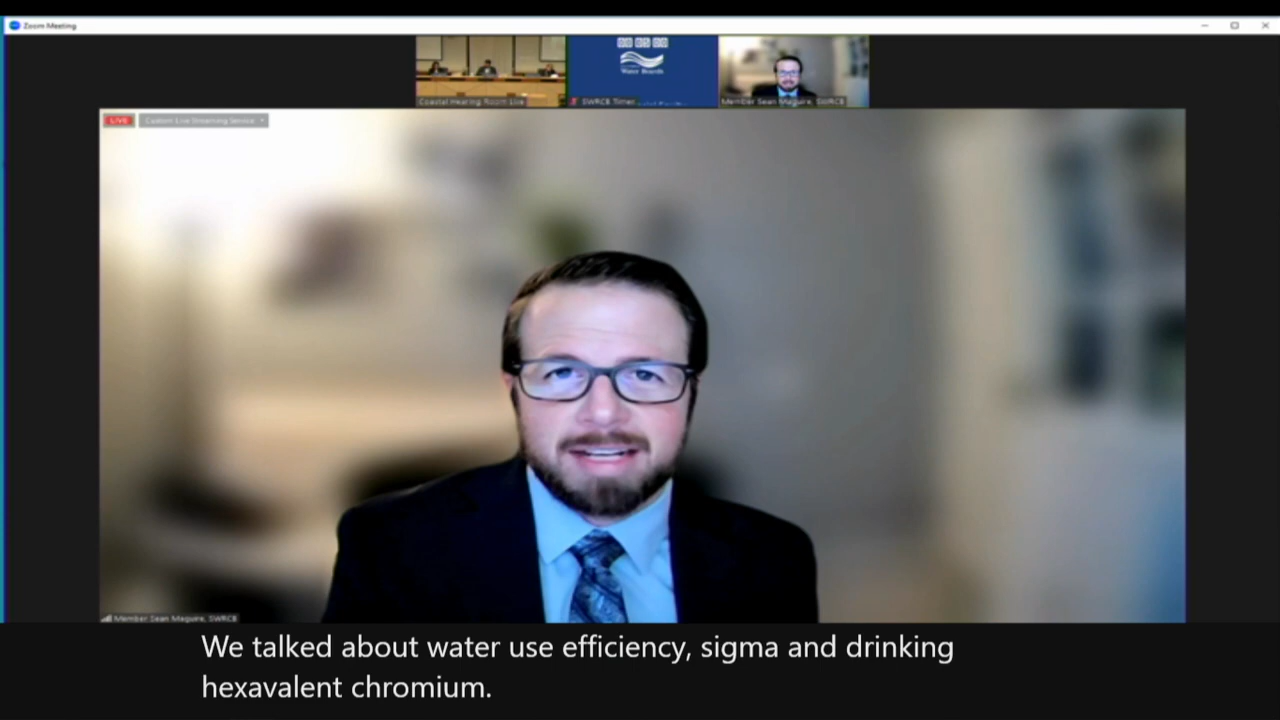 Zoom Meeting
Water Boards
Coastal Hearing Room Live
SWRCB Timer
Member Sean Maguire, SWRCB
LIVE
Custom Live Streaming Service
Member Sean Maguire, SWRCB
We talked about water use efficiency, sigma and drinking
hexavalent chromium.